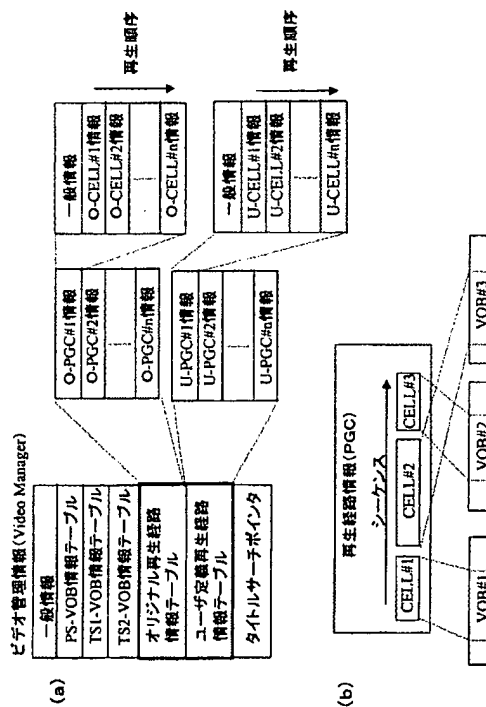 (a)
ビデオ管理情報(Video Manager)
一般情報
PS-VOB情報テーブル
TS1-VOB情報テーブル
TS2-VOB情報テーブル
オリジナル再生経路
情報テーブル
ユーザ定義再生経路
情報テーブル
タイトルサーチポインタ
O-PGC#1情報
O-PGC#2情報
O-PGC#n情報
U-PGC#1情報
U-PGC#2情報
U-PGC#n情報
一般情報
O-CELL#1情報
O-CELL#2情報
O-CELL#n情報
再生順序
一般情報
U-CELL#1情報
U-CELL#2情報
U-CELL#n情報
再生順序
(b)
再生経路情報(PGC)
シーケンス
CELL#1
CELL#2
CELL#3
VOB#1
VOB#2
VOB#3